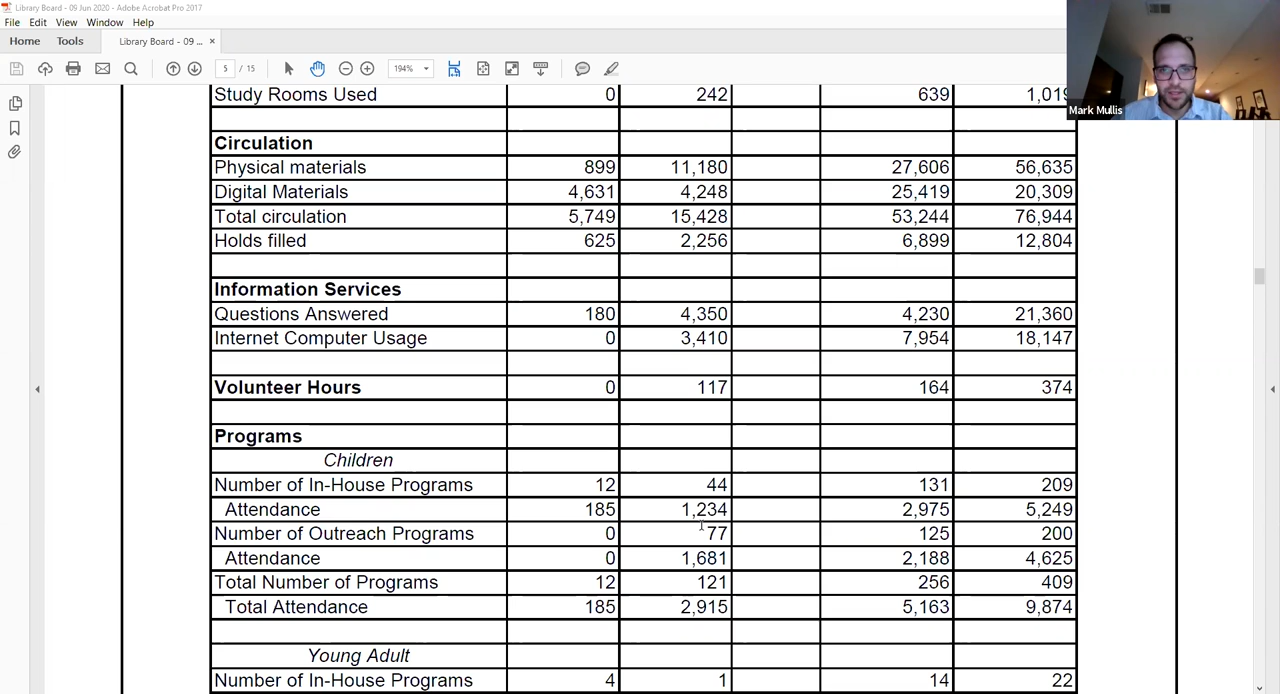 Library Board - 09 Jun 2020 - Adobe Acrobat Pro 2017
File Edit View Window Help
Home Tools Library Board - 09 ... ×
5 / 15 194%
Mark Mullis
Study Rooms Used 0 242 639 1,019
Circulation
Physical materials 899 11,180 27,606 56,635
Digital Materials 4,631 4,248 25,419 20,309
Total circulation 5,749 15,428 53,244 76,944
Holds filled 625 2,256 6,899 12,804
Information Services
Questions Answered 180 4,350 4,230 21,360
Internet Computer Usage 0 3,410 7,954 18,147
Volunteer Hours 0 117 164 374
Programs
Children
Number of In-House Programs 12 44 131 209
Attendance 185 1,234 2,975 5,249
Number of Outreach Programs 0 77 125 200
Attendance 0 1,681 2,188 4,625
Total Number of Programs 12 121 256 409
Total Attendance 185 2,915 5,163 9,874
Young Adult
Number of In-House Programs 4 1 14 22